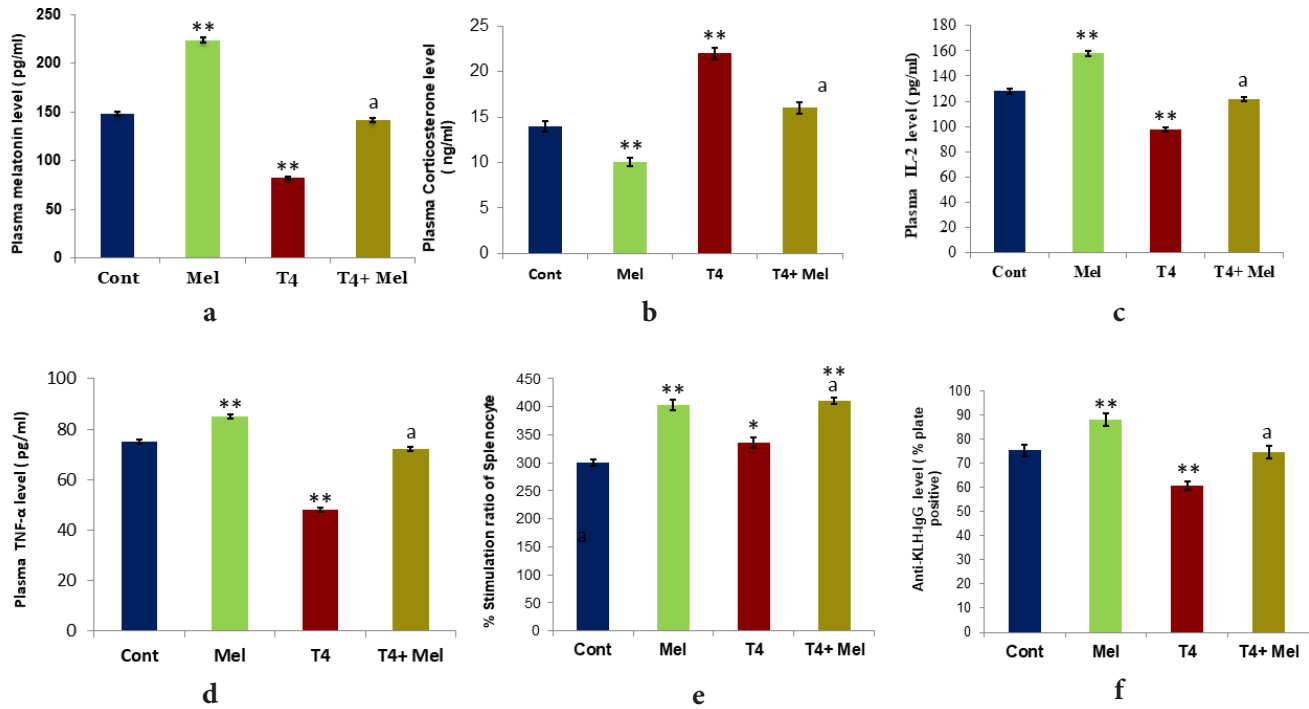 Plasma melatonin level ( pg/ml)
250
200
150
100
50
0
**
**
a
Cont Mel T4 T4+ Mel
a
Plasma Corticosterone level
( ng/ml)
25
20
15
10
5
0
**
**
a
Cont Mel T4 T4+ Mel
b
Plasma IL-2 level ( pg/ml)
180
160
140
120
100
80
60
40
20
0
**
**
a
Cont Mel T4 T4+ Mel
c
Plasma TNF-α level ( pg/ml)
100
80
60
40
20
0
**
**
a
Cont Mel T4 T4+ Mel
d
% Stimulation ratio of Splenocyte
450
400
350
300
250
200
150
100
50
0
a
**
*
**
a
Cont Mel T4 T4+ Mel
e
Anti-KLH-IgG level ( % plate
positive)
100
90
80
70
60
50
40
30
20
10
0
**
**
a
Cont Mel T4 T4+ Mel
f